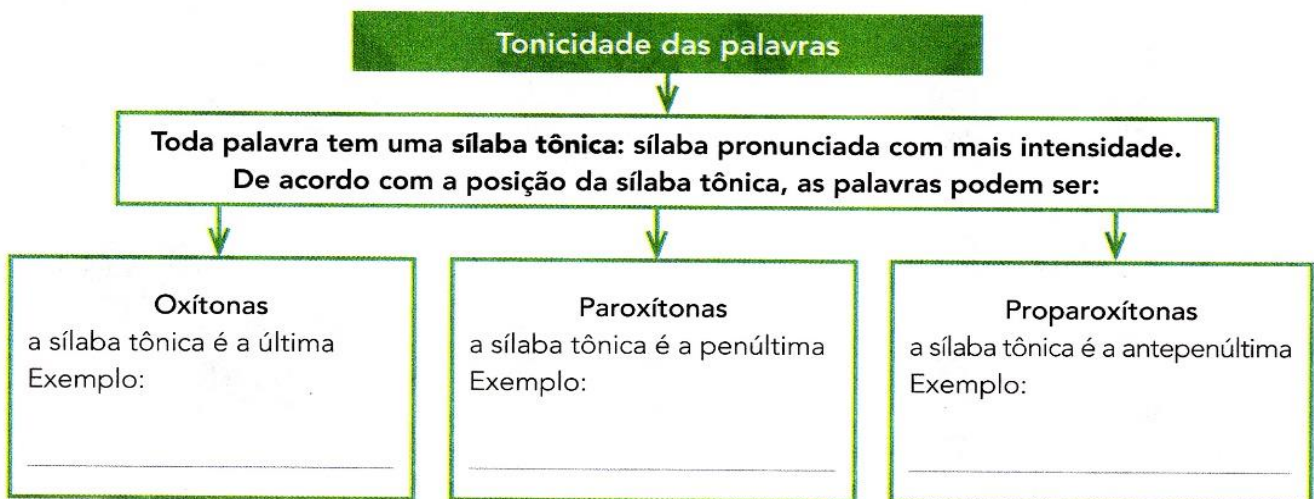 Tonicidade das palavras
Toda palavra tem uma sílaba tônica: sílaba pronunciada com mais intensidade.
De acordo com a posição da sílaba tônica, as palavras podem ser:
Oxítonas
a sílaba tônica é a última
Exemplo:
Paroxítonas
a sílaba tônica é a penúltima
Exemplo:
Proparoxítonas
a sílaba tônica é a antepenúltima
Exemplo: